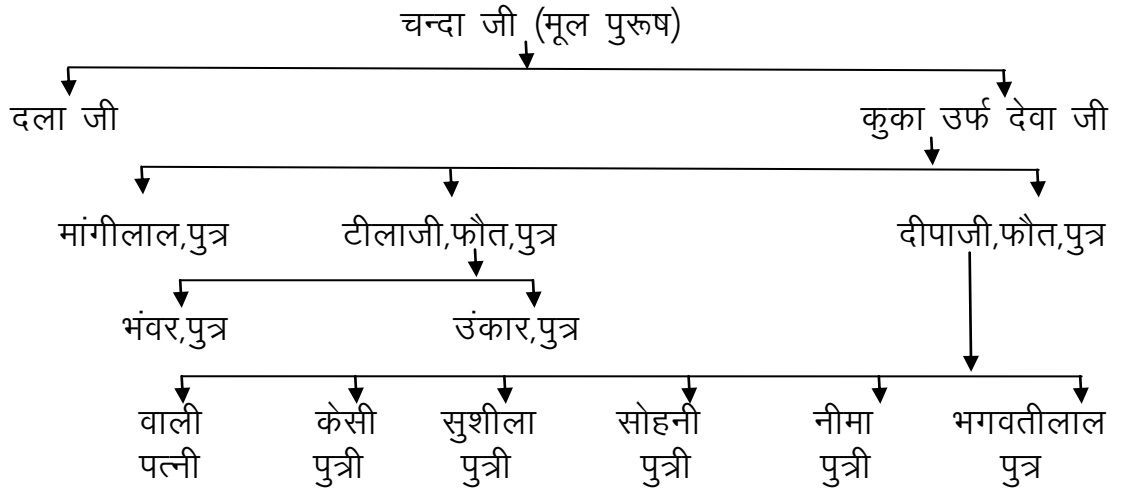 चन्दा जी (मूल पुरूष)
दला जी कुका उर्फ देवा जी
मांगीलाल,पुत्र टीलाजी,फौत,पुत्र दीपाजी,फौत,पुत्र
भंवर,पुत्र उंकार,पुत्र
वाली केसी सुशीला सोहनी नीमा भगवतीलाल
पत्नी पुत्री पुत्री पुत्री पुत्री पुत्र